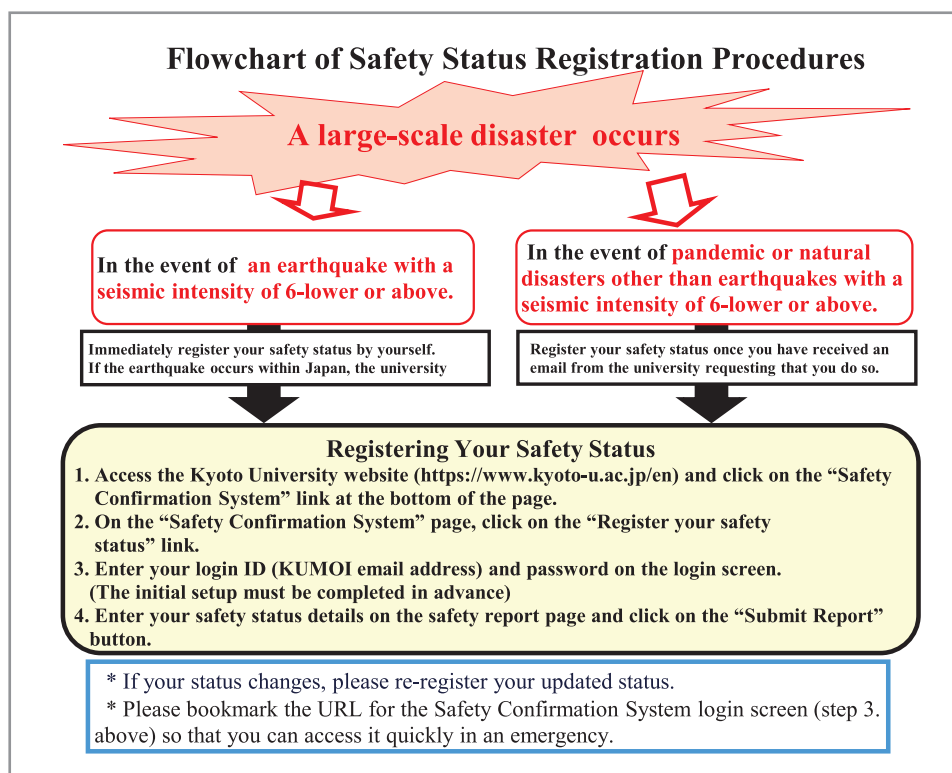 Flowchart of Safety Status Registration Procedures
A large-scale disaster occurs
In the event of an earthquake with a
seismic intensity of 6-lower or above.
Immediately register your safety status by yourself.
If the earthquake occurs within Japan, the university
In the event of pandemic or natural
disasters other than earthquakes with a
seismic intensity of 6-lower or above.
Register your safety status once you have received an
email from the university requesting that you do so.
Registering Your Safety Status
1. Access the Kyoto University website (https://www.kyoto-u.ac.jp/en) and click on the “Safety
Confirmation System” link at the bottom of the page.
2. On the “Safety Confirmation System” page, click on the “Register your safety
status” link.
3. Enter your login ID (KUMOI email address) and password on the login screen.
(The initial setup must be completed in advance)
4. Enter your safety status details on the safety report page and click on the “Submit Report”
button.
* If your status changes, please re-register your updated status.
* Please bookmark the URL for the Safety Confirmation System login screen (step 3.
above) so that you can access it quickly in an emergency.